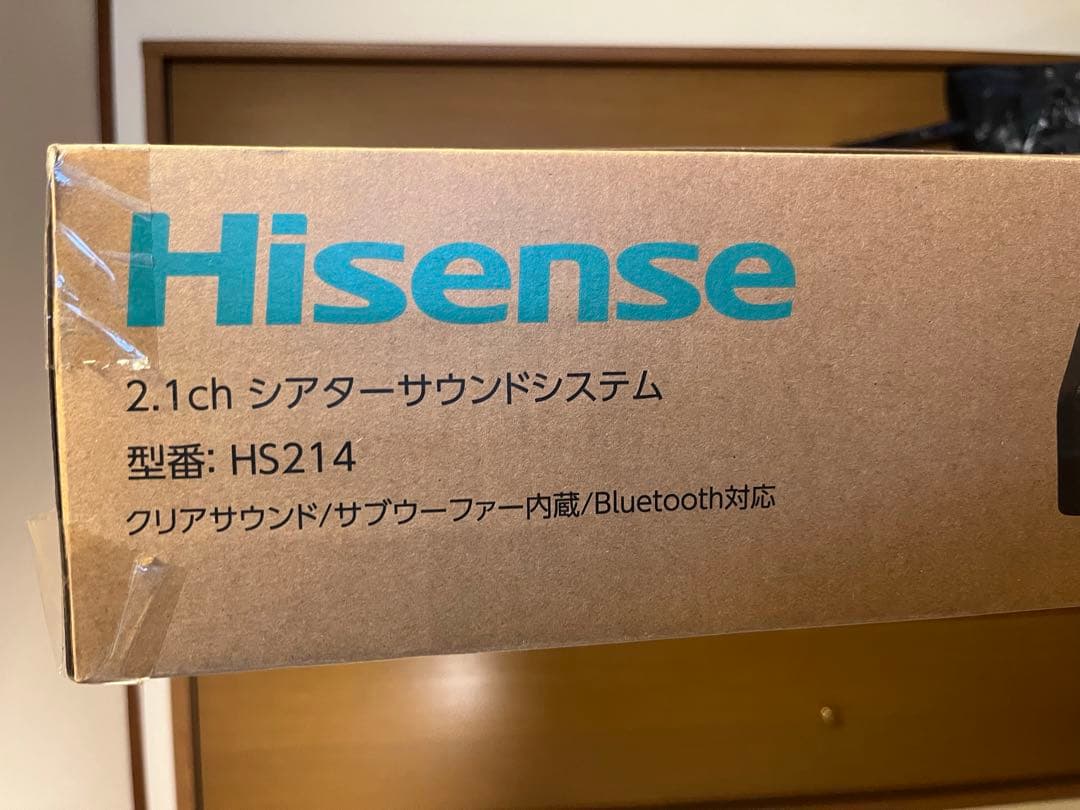 Hisense
2.1ch シアターサウンドシステム
型番: HS214
クリアサウンド/サブウーファー内蔵/Bluetooth対応